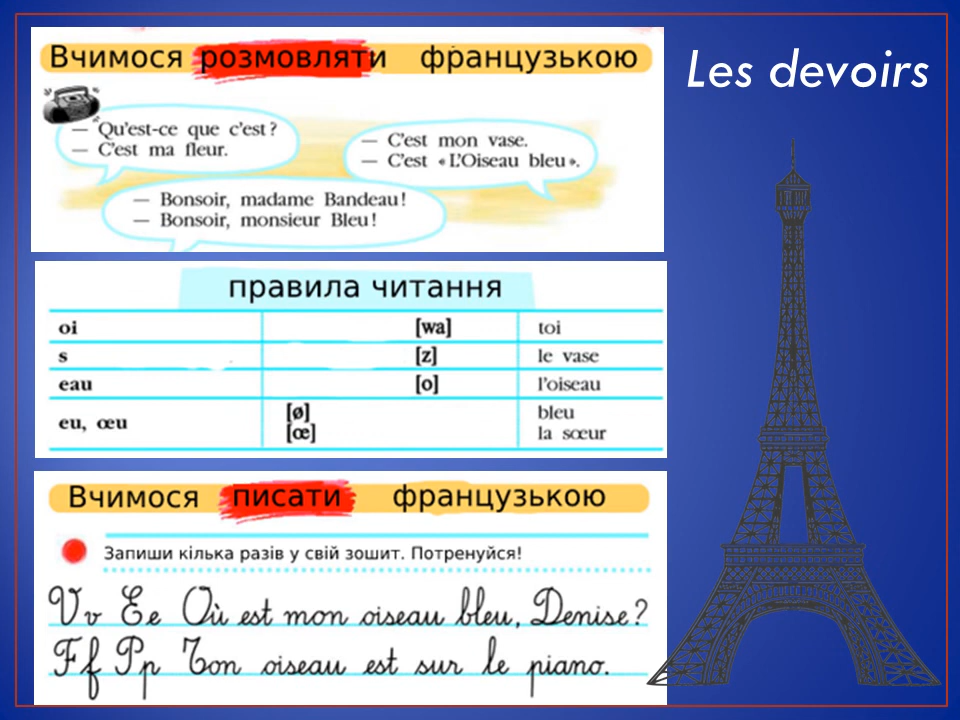 Les devoirs
Вчимося розмовляти французькою
— Qu'est-ce que c'est ?
— C'est ma fleur.
— C'est mon vase.
— C'est « L'Oiseau bleu ».
— Bonsoir, madame Bandeau !
— Bonsoir, monsieur Bleu !
правила читання
oi [wa] toi
s [z] le vase
eau [o] l'oiseau
eu, œu [ø] bleu
[œ] la sœur
Вчимося писати французькою
Запиши кілька разів у свій зошит. Потренуйся!
Vv Ee Où est mon oiseau bleu, Denise?
Ff Pp Ton oiseau est sur le piano.